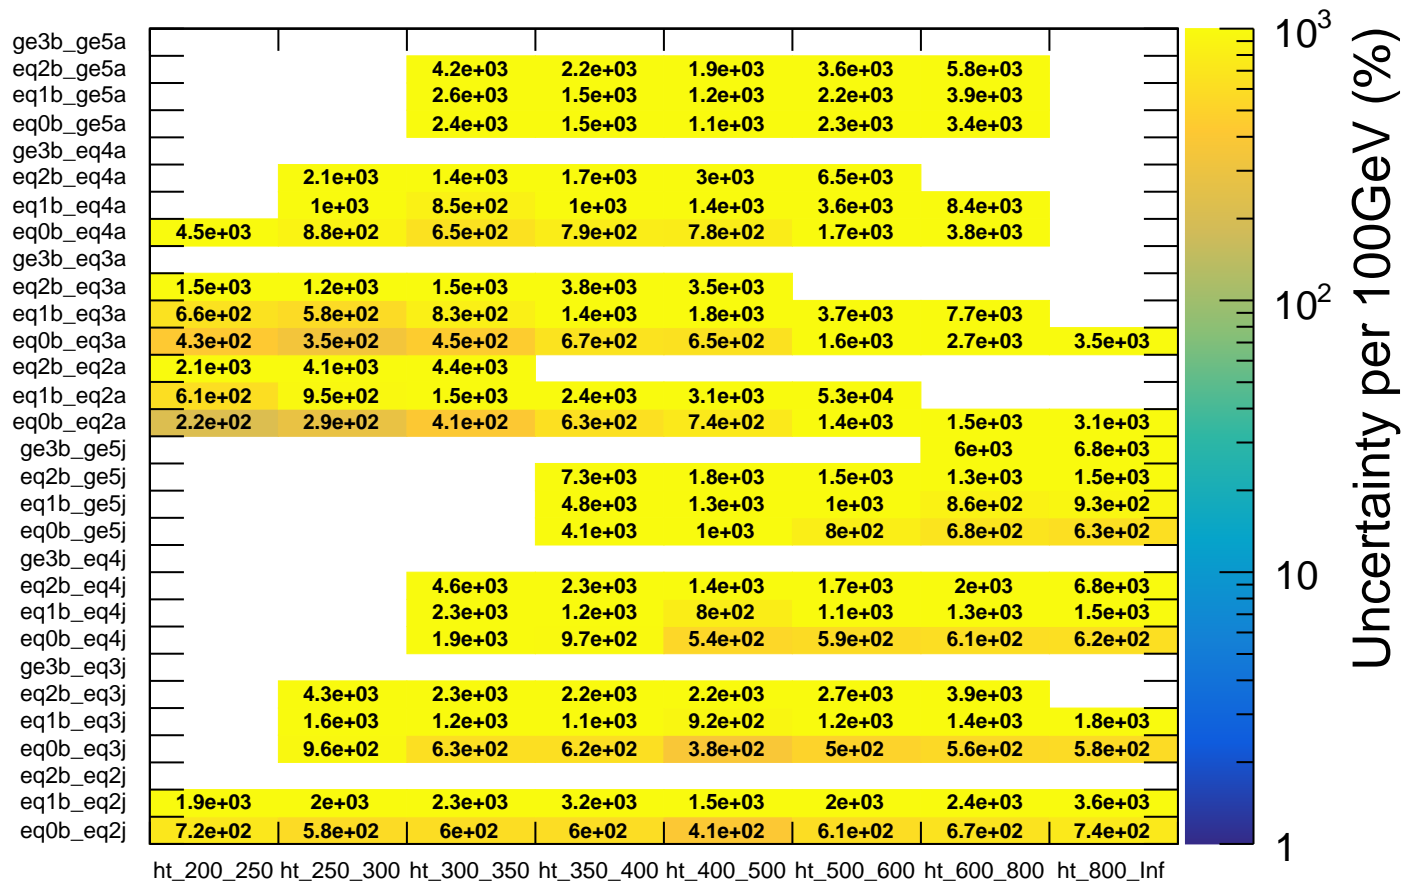 ge3b_ge5a
eq2b_ge5a 4.2e+03 2.2e+03 1.9e+03 3.6e+03 5.8e+03
eq1b_ge5a 2.6e+03 1.5e+03 1.2e+03 2.2e+03 3.9e+03
eq0b_ge5a 2.4e+03 1.5e+03 1.1e+03 2.3e+03 3.4e+03
ge3b_eq4a
eq2b_eq4a 2.1e+03 1.4e+03 1.7e+03 3e+03 6.5e+03
eq1b_eq4a 1e+03 8.5e+02 1e+03 1.4e+03 3.6e+03 8.4e+03
eq0b_eq4a 4.5e+03 8.8e+02 6.5e+02 7.9e+02 7.8e+02 1.7e+03 3.8e+03
ge3b_eq3a
eq2b_eq3a 1.5e+03 1.2e+03 1.5e+03 3.8e+03 3.5e+03
eq1b_eq3a 6.6e+02 5.8e+02 8.3e+02 1.4e+03 1.8e+03 3.7e+03 7.7e+03
eq0b_eq3a 4.3e+02 3.5e+02 4.5e+02 6.7e+02 6.5e+02 1.6e+03 2.7e+03 3.5e+03
eq2b_eq2a 2.1e+03 4.1e+03 4.4e+03
eq1b_eq2a 6.1e+02 9.5e+02 1.5e+03 2.4e+03 3.1e+03 5.3e+04
eq0b_eq2a 2.2e+02 2.9e+02 4.1e+02 6.3e+02 7.4e+02 1.4e+03 1.5e+03 3.1e+03
ge3b_ge5j 6e+03 6.8e+03
eq2b_ge5j 7.3e+03 1.8e+03 1.5e+03 1.3e+03 1.5e+03
eq1b_ge5j 4.8e+03 1.3e+03 1e+03 8.6e+02 9.3e+02
eq0b_ge5j 4.1e+03 1e+03 8e+02 6.8e+02 6.3e+02
ge3b_eq4j
eq2b_eq4j 4.6e+03 2.3e+03 1.4e+03 1.7e+03 2e+03 6.8e+03
eq1b_eq4j 2.3e+03 1.2e+03 8e+02 1.1e+03 1.3e+03 1.5e+03
eq0b_eq4j 1.9e+03 9.7e+02 5.4e+02 5.9e+02 6.1e+02 6.2e+02
ge3b_eq3j
eq2b_eq3j 4.3e+03 2.3e+03 2.2e+03 2.2e+03 2.7e+03 3.9e+03
eq1b_eq3j 1.6e+03 1.2e+03 1.1e+03 9.2e+02 1.2e+03 1.4e+03 1.8e+03
eq0b_eq3j 9.6e+02 6.3e+02 6.2e+02 3.8e+02 5e+02 5.6e+02 5.8e+02
eq2b_eq2j
eq1b_eq2j 1.9e+03 2e+03 2.3e+03 3.2e+03 1.5e+03 2e+03 2.4e+03 3.6e+03
eq0b_eq2j 7.2e+02 5.8e+02 6e+02 6e+02 4.1e+02 6.1e+02 6.7e+02 7.4e+02
ht_200_250 ht_250_300 ht_300_350 ht_350_400 ht_400_500 ht_500_600 ht_600_800 ht_800_Inf
10³
10²
10
1
Uncertainty per 100GeV (%)